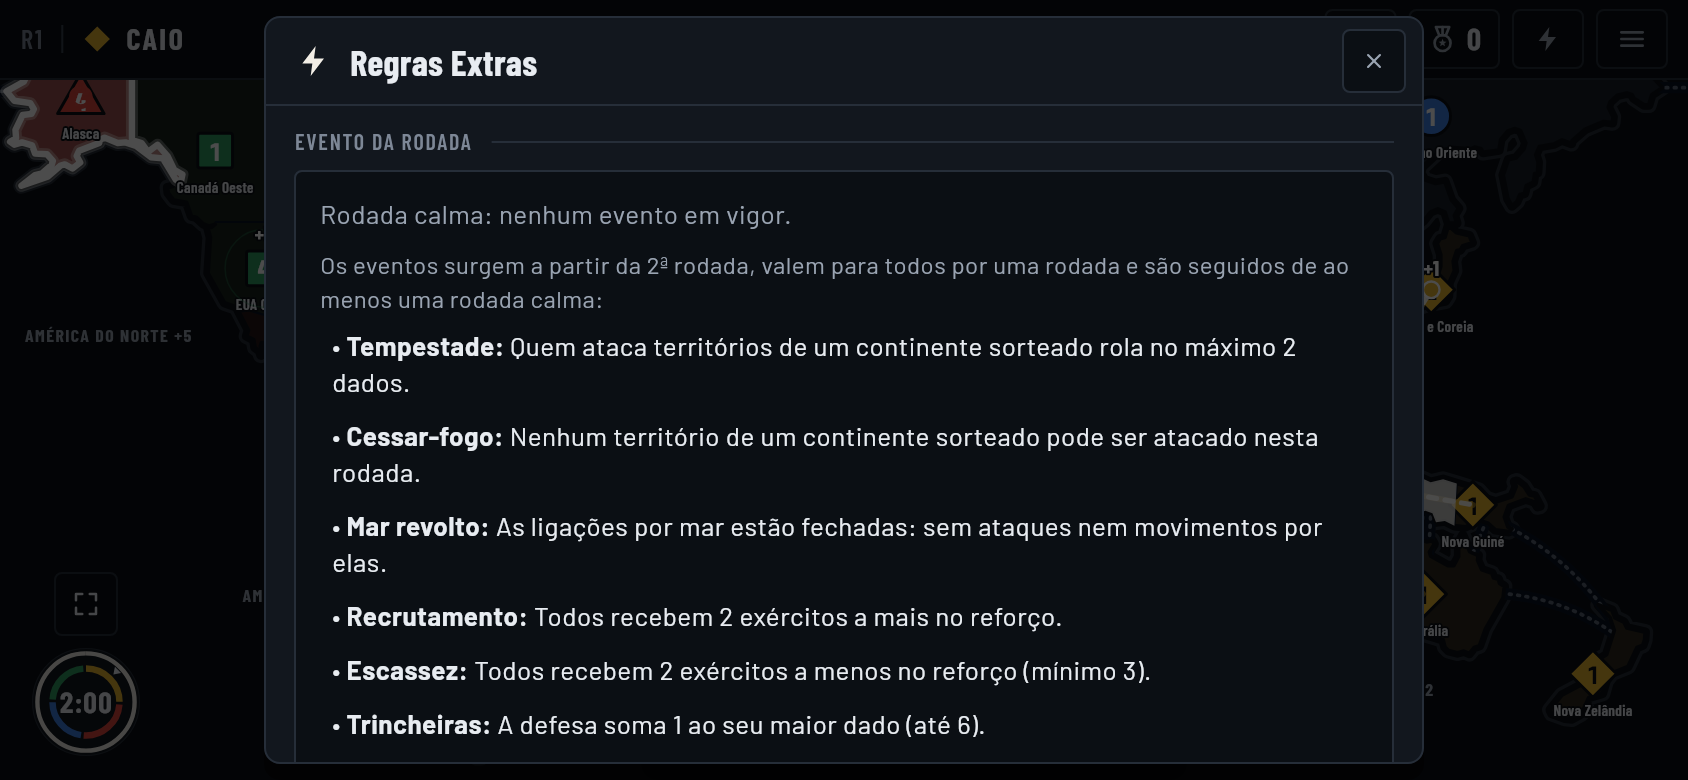 R1
CAIO
0
Regras Extras
EVENTO DA RODADA
Rodada calma: nenhum evento em vigor.
Os eventos surgem a partir da 2ª rodada, valem para todos por uma rodada e são seguidos de ao
menos uma rodada calma:
• Tempestade: Quem ataca territórios de um continente sorteado rola no máximo 2
dados.
• Cessar-fogo: Nenhum território de um continente sorteado pode ser atacado nesta
rodada.
• Mar revolto: As ligações por mar estão fechadas: sem ataques nem movimentos por
elas.
• Recrutamento: Todos recebem 2 exércitos a mais no reforço.
• Escassez: Todos recebem 2 exércitos a menos no reforço (mínimo 3).
• Trincheiras: A defesa soma 1 ao seu maior dado (até 6).
Alasca
1
Canadá Oeste
EUA
AMÉRICA DO NORTE +5
AM
2:00
1
Oriente
+1
e Coreia
1
Nova Guiné
rália
2
1
Nova Zelândia